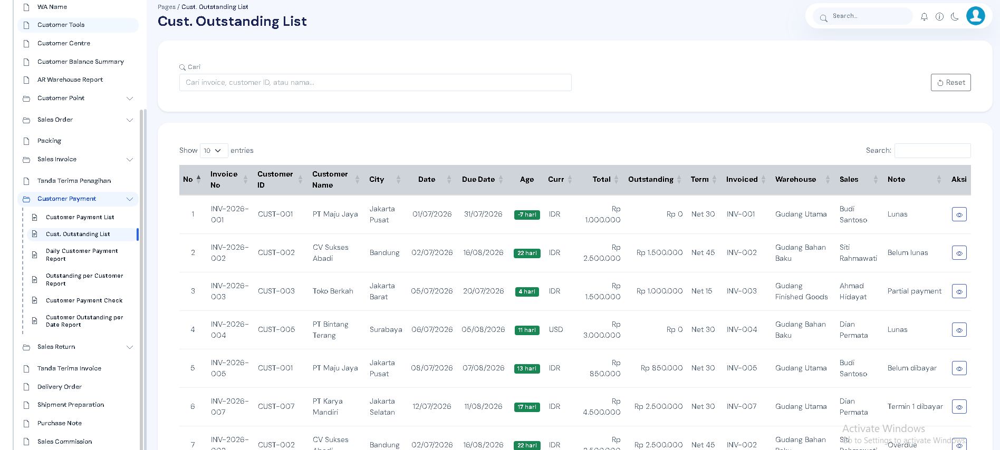 WA Name
Customer Tools
Customer Centre
Customer Balance Summary
AR Warehouse Report
Customer Point
Sales Order
Packing
Sales Invoice
Tanda Terima Penagihan
Customer Payment
Customer Payment List
Cust. Outstanding List
Daily Customer Payment
Report
Outstanding per Customer
Report
Customer Payment Check
Customer Outstanding per
Date Report
Sales Return
Tanda Terima Invoice
Delivery Order
Shipment Preparation
Purchase Note
Sales Commission
Pages / Cust. Outstanding List
Cust. Outstanding List
Search...
Cari
Cari invoice, customer ID, atau nama...
Reset
Show 10 entries
Search:
No Invoice No Customer ID Customer Name City Date Due Date Age Curr Total Outstanding Term Invoiced Warehouse Sales Note Aksi
1 INV-2026-001 CUST-001 PT Maju Jaya Jakarta Pusat 01/07/2026 31/07/2026 -7 hari IDR Rp 1.000.000 Rp 0 Net 30 INV-001 Gudang Utama Budi Santoso Lunas
2 INV-2026-002 CUST-002 CV Sukses Abadi Bandung 02/07/2026 16/08/2026 22 hari IDR Rp 2.500.000 Rp 1.500.000 Net 45 INV-002 Gudang Bahan Baku Siti Rahmawati Belum lunas
3 INV-2026-003 CUST-003 Toko Berkah Jakarta Barat 05/07/2026 20/07/2026 4 hari IDR Rp 1.500.000 Rp 1.000.000 Net 15 INV-003 Gudang Finished Goods Ahmad Hidayat Partial payment
4 INV-2026-004 CUST-005 PT Bintang Terang Surabaya 06/07/2026 05/08/2026 11 hari USD Rp 3.000.000 Rp 0 Net 30 INV-004 Gudang Bahan Baku Dian Permata Lunas
5 INV-2026-005 CUST-001 PT Maju Jaya Jakarta Pusat 08/07/2026 07/08/2026 13 hari IDR Rp 850.000 Rp 850.000 Net 30 INV-005 Gudang Utama Budi Santoso Belum dibayar
6 INV-2026-007 CUST-007 PT Karya Mandiri Jakarta Selatan 12/07/2026 11/08/2026 17 hari IDR Rp 4.500.000 Rp 2.500.000 Net 30 INV-007 Gudang Utama Dian Permata Termin 1 dibayar
7 INV-2026- CUST-002 CV Sukses Bandung 02/07/2026 16/08/2026 22 hari IDR Rp Rp 2.500.000 Net 45 INV-002 Gudang Bahan Siti Overdue
Activate Windows
Go to Settings to activate Windows.